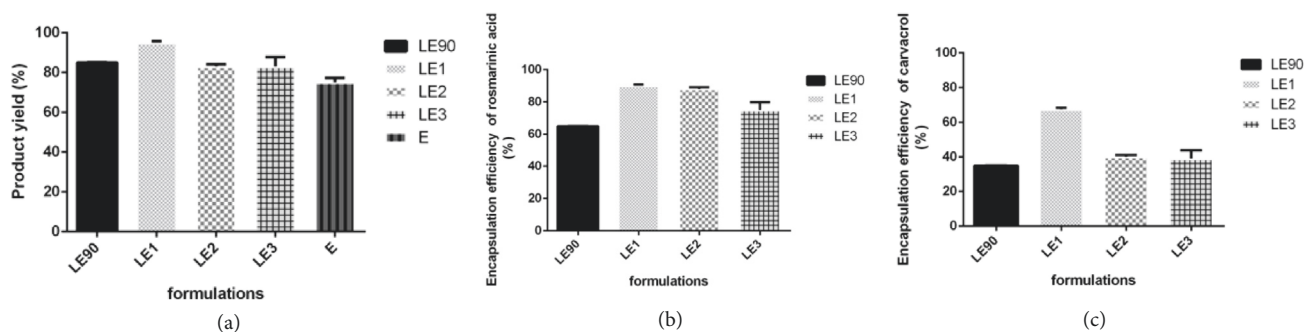 Product yield (%)
100
80
60
40
20
0
LE90
LE1
LE2
LE3
E
formulations
LE90
LE1
LE2
LE3
E
(a)
Encapsulation efficiency of rosmarinic acid
(%)
100
80
60
40
20
0
LE90
LE1
LE2
LE3
formulations
LE90
LE1
LE2
LE3
(b)
Encapsulation efficiency of carvacrol
(%)
100
80
60
40
20
0
LE90
LE1
LE2
LE3
formulations
LE90
LE1
LE2
LE3
(c)